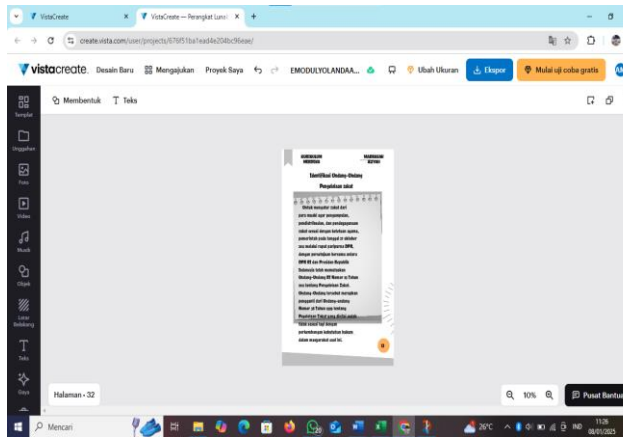 VistaCreate
VistaCreate — Perangkat Lunak
create.vista.com/user/projects/676f51ba1ead4e204bc96eae/
vistacreate.
Desain Baru
Mengajukan
Proyek Saya
EMODULYOLANDAA...
Ubah Ukuran
Ekspor
Mulai uji coba gratis
Membentuk
Teks
Templat
Unggahan
Foto
Video
Musik
Objek
Latar
Belakang
Teks
Gaya
KURIKULUM
MERDEKA
Identifikasi Undang-Undang
Pengelolaan zakat
Untuk mengatur zakat dari
para muzki agar pengumpulan,
pendistribusian, dan pendayagunaan
zakat sesuai dengan ketentuan agama,
pemerintah pada tanggal 27 oktober
2011 melalui rapat paripurna DPR,
dengan persetujuan bersama antara
DPR RI dan Presiden Republik
Indonesia telah memutuskan
Undang-Undang RI Nomor 23 Tahun
2011 tentang Pengelolaan Zakat.
Undang-Undang tersebut merupakan
pengganti dari Undang-undang
Nomor 38 Tahun 1999 tentang
Pengelolaan Zakat yang dinilai sudah
tidak sesuai lagi dengan
perkembangan kebutuhan hukum
dalam masyarakat saat ini.
Halaman - 32
10%
Pusat Bantua
Mencari
26°C
IND
11:26
08/01/2025